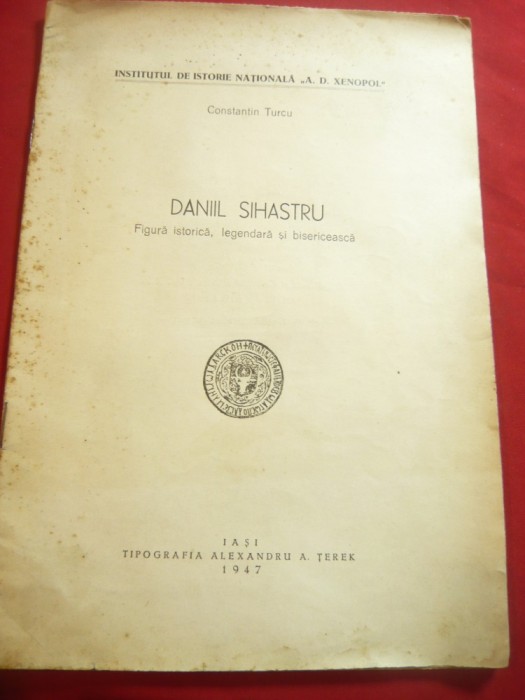 INSTITUTUL DE ISTORIE NAȚIONALĂ „A. D. XENOPOL"
Constantin Turcu
DANIIL SIHASTRU
Figură istorică, legendară și bisericească
IAȘI
TIPOGRAFIA ALEXANDRU A. ȚEREK
1947